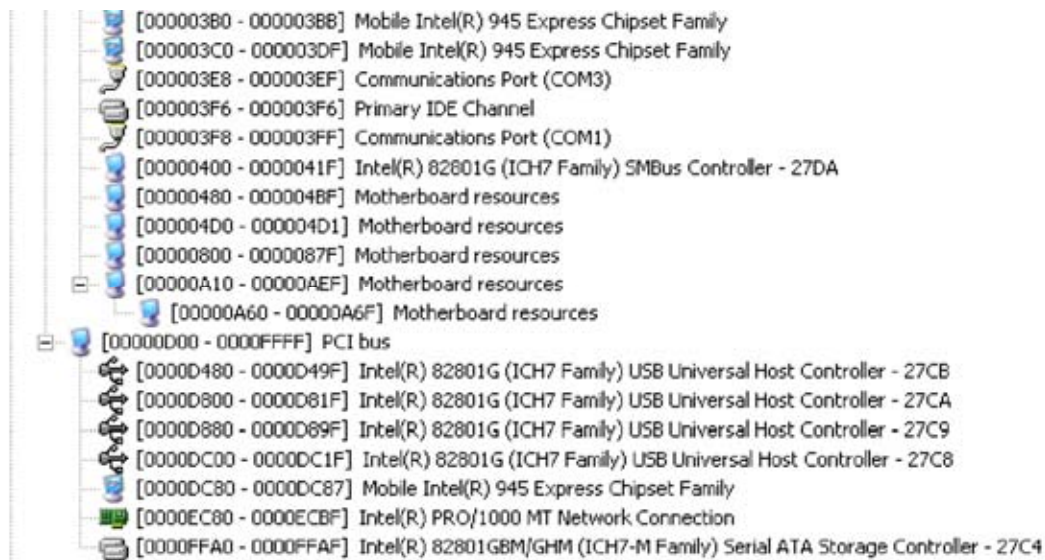 [000003B0 - 000003BB] Mobile Intel(R) 945 Express Chipset Family
[000003C0 - 000003DF] Mobile Intel(R) 945 Express Chipset Family
[000003E8 - 000003EF] Communications Port (COM3)
[000003F6 - 000003F6] Primary IDE Channel
[000003F8 - 000003FF] Communications Port (COM1)
[00000400 - 0000041F] Intel(R) 82801G (ICH7 Family) SMBus Controller - 27DA
[00000480 - 000004BF] Motherboard resources
[000004D0 - 000004D1] Motherboard resources
[00000800 - 0000087F] Motherboard resources
[00000A10 - 00000AEF] Motherboard resources
[00000A60 - 00000A6F] Motherboard resources
[00000D00 - 0000FFFF] PCI bus
[0000D480 - 0000D49F] Intel(R) 82801G (ICH7 Family) USB Universal Host Controller - 27CB
[0000D800 - 0000D81F] Intel(R) 82801G (ICH7 Family) USB Universal Host Controller - 27CA
[0000D880 - 0000D89F] Intel(R) 82801G (ICH7 Family) USB Universal Host Controller - 27C9
[0000DC00 - 0000DC1F] Intel(R) 82801G (ICH7 Family) USB Universal Host Controller - 27C8
[0000DC80 - 0000DC87] Mobile Intel(R) 945 Express Chipset Family
[0000EC80 - 0000ECBF] Intel(R) PRO/1000 MT Network Connection
[0000FFA0 - 0000FFAF] Intel(R) 82801GBM/GHM (ICH7-M Family) Serial ATA Storage Controller - 27C4